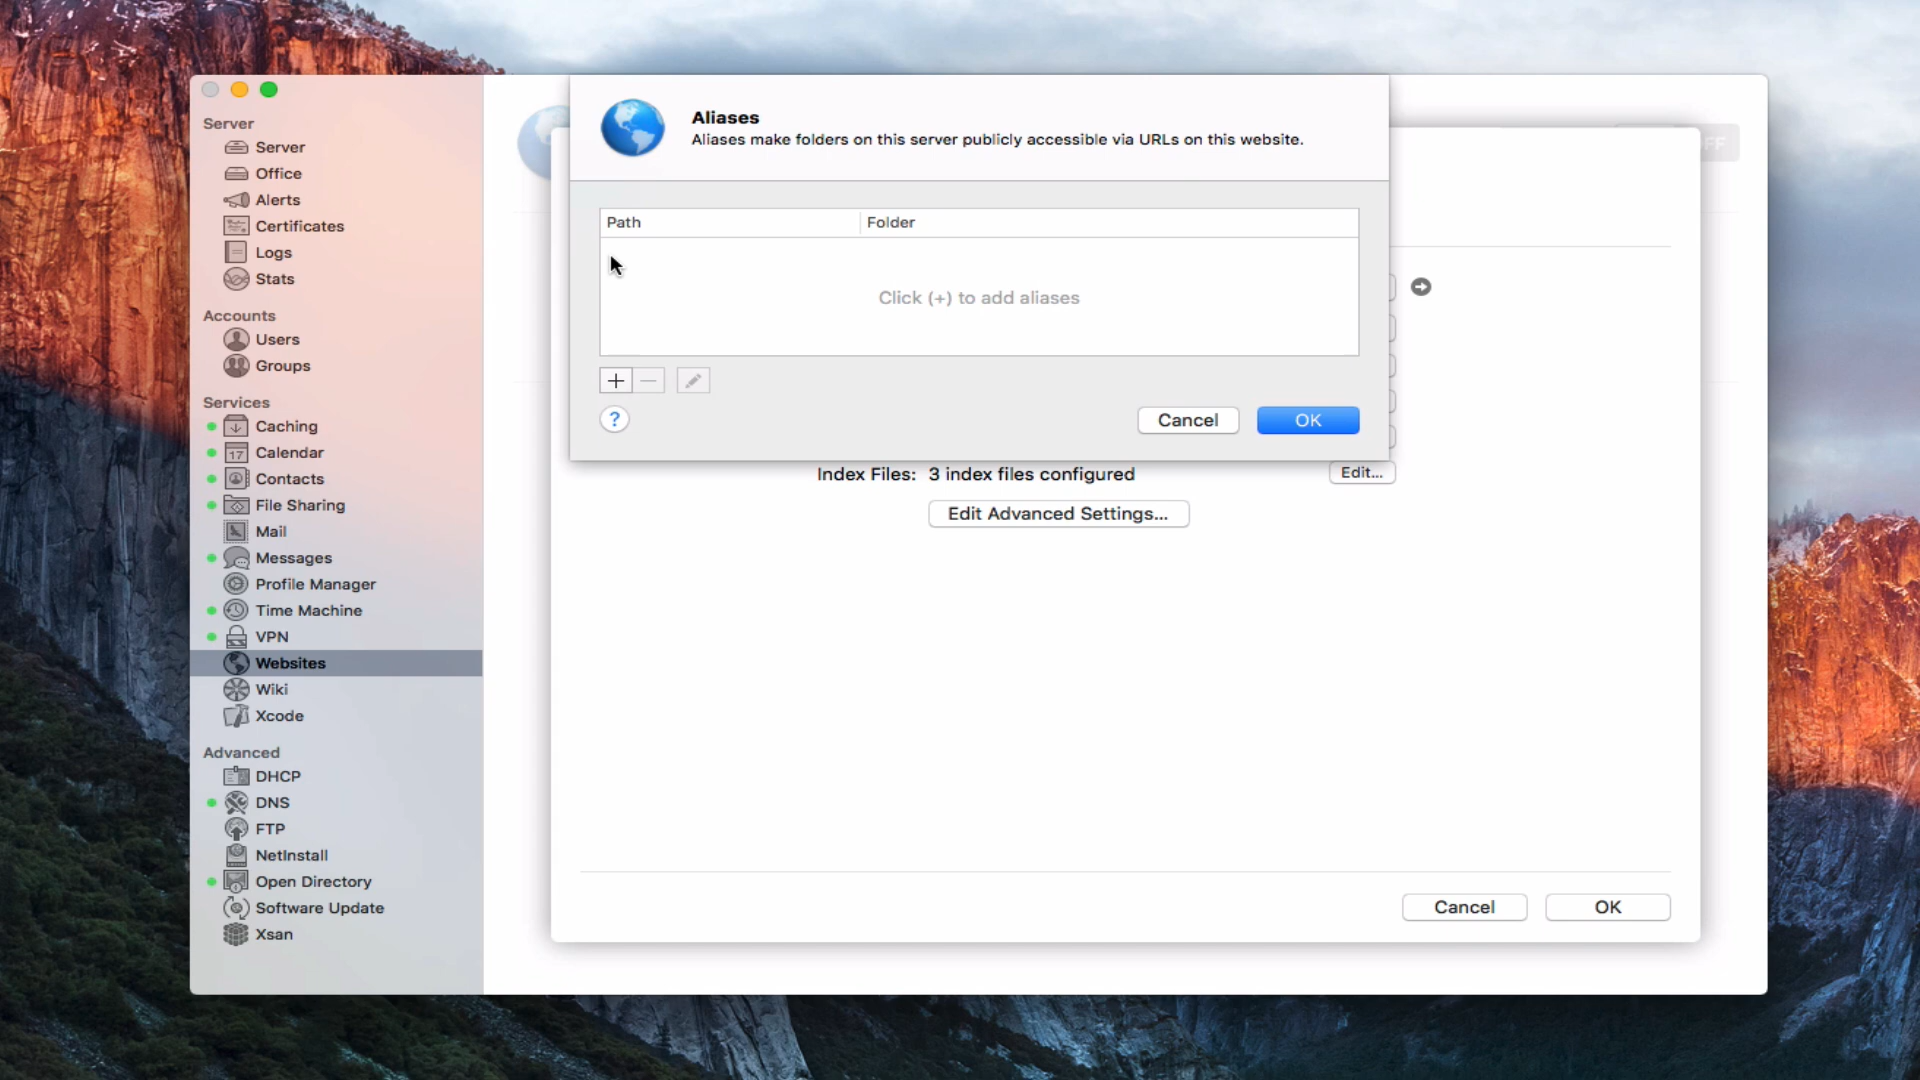 Server
Server
Office
Alerts
Certificates
Logs
Stats
Accounts
Users
Groups
Services
Caching
17
Calendar
Contacts
File Sharing
Mail
Messages
Profile Manager
Time Machine
VPN
Websites
Wiki
Xcode
Advanced
DHCP
DNS
FTP
NetInstall
Open Directory
Software Update
Xsan
Aliases
Aliases make folders on this server publicly accessible via URLs on this website.
Path
Folder
Click (+) to add aliases
+
?
Cancel
OK
Index Files: 3 index files configured
Edit...
Edit Advanced Settings...
Cancel
OK